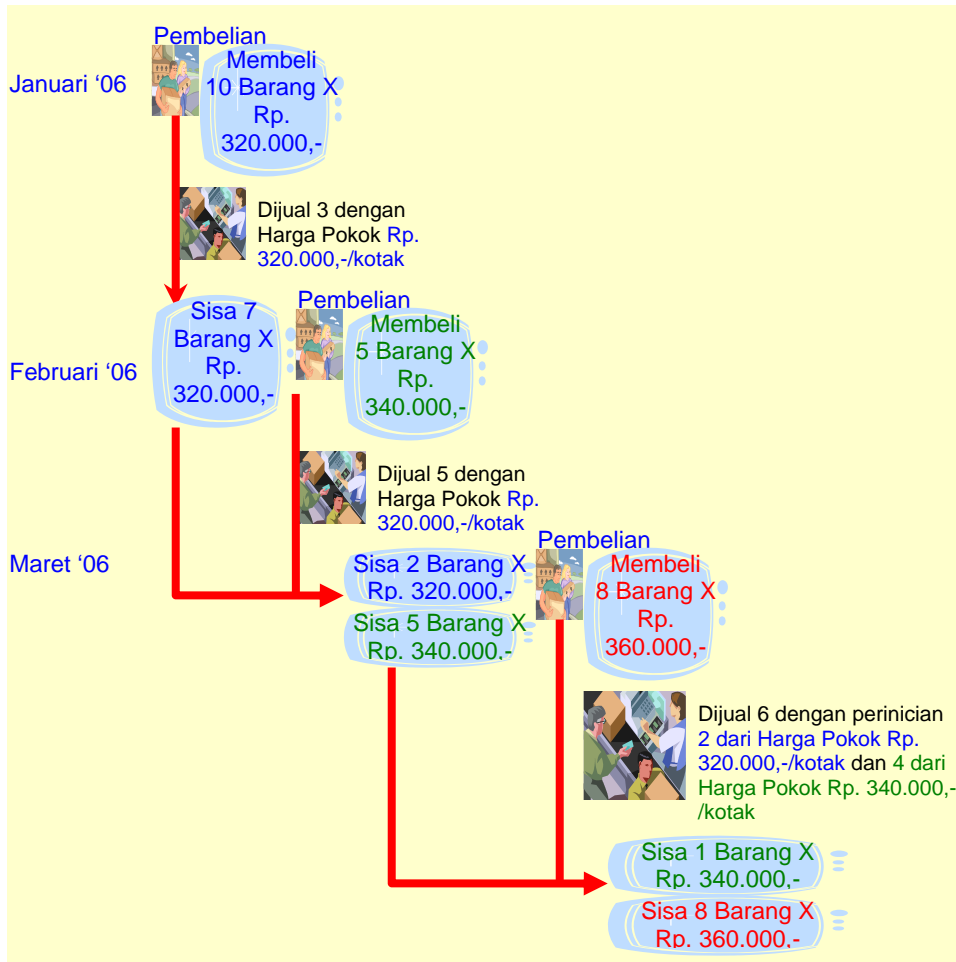 Pembelian
Januari ‘06
Membeli
10 Barang X
Rp.
320.000,-
Dijual 3 dengan
Harga Pokok Rp.
320.000,-/kotak
Februari ‘06
Sisa 7
Barang X
Rp.
320.000,-
Pembelian
Membeli
5 Barang X
Rp.
340.000,-
Dijual 5 dengan
Harga Pokok Rp.
320.000,-/kotak
Maret ‘06
Sisa 2 Barang X
Rp. 320.000,-
Sisa 5 Barang X
Rp. 340.000,-
Pembelian
Membeli
8 Barang X
Rp.
360.000,-
Dijual 6 dengan perinician
2 dari Harga Pokok Rp.
320.000,-/kotak dan 4 dari
Harga Pokok Rp. 340.000,-
/kotak
Sisa 1 Barang X
Rp. 340.000,-
Sisa 8 Barang X
Rp. 360.000,-